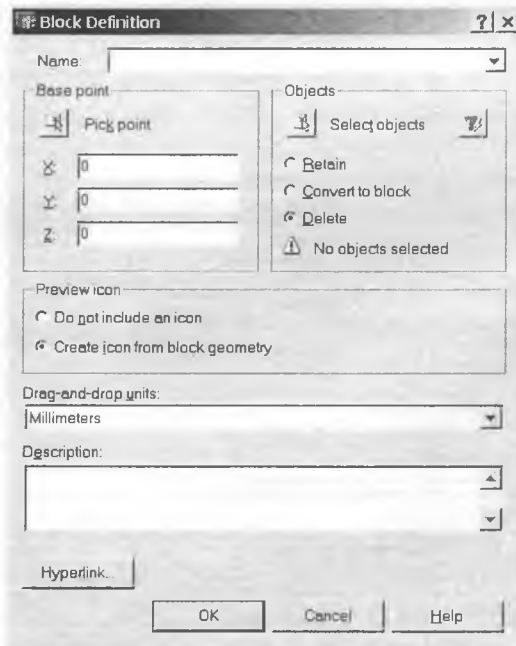 Block Definition ? ×
Name:
Base point
Pick point
X: 0
Y: 0
Z: 0
Objects
Select objects
Retain
Convert to block
Delete
No objects selected
Preview icon
Do not include an icon
Create icon from block geometry
Drag-and-drop units:
Millimeters
Description:
Hyperlink...
OK Cancel Help